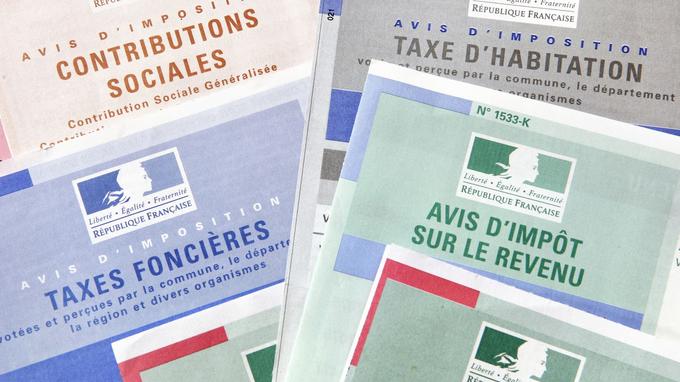 AVIS D'IMPOSITION
CONTRIBUTIONS
SOCIALES
Contribution Sociale Généralisée
021
RÉPUBLIQUE FRANÇAISE
AVIS D'IMPOSITION
TAXE D'HABITATION
votée et perçue par la commune, le département
organismes
Liberté • Égalité • Fraternité
RÉPUBLIQUE FRANÇAISE
AVIS D'IMPOSITION
TAXES FONCIÈRES
votées et perçues par la commune, le départe
la région et divers organismes
N° 1533-K
Liberté • Égalité • Fraternité
RÉPUBLIQUE FRANÇAISE
AVIS D'IMPÔT
SUR LE REVENU
Liberté • Égalité • Fraternité
RÉPUBLIQUE FRANÇAISE